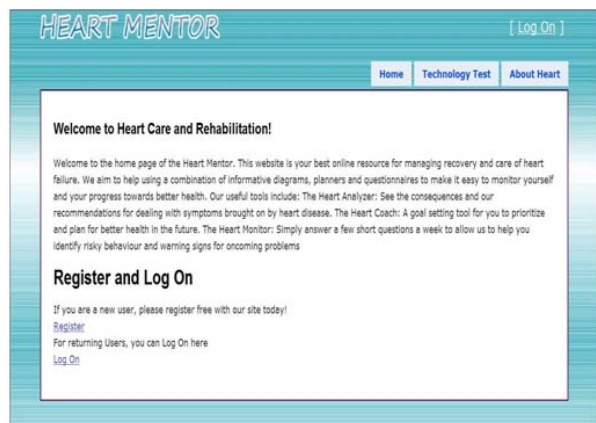 HEART MENTOR
[ Log On ]
Home Technology Test About Heart
Welcome to Heart Care and Rehabilitation!
Welcome to the home page of the Heart Mentor. This website is your best online resource for managing recovery and care of heart
failure. We aim to help using a combination of informative diagrams, planners and questionnaires to make it easy to monitor yourself
and your progress towards better health. Our useful tools include: The Heart Analyzer: See the consequences and our
recommendations for dealing with symptoms brought on by heart disease. The Heart Coach: A goal setting tool for you to prioritize
and plan for better health in the future. The Heart Monitor: Simply answer a few short questions a week to allow us to help you
identify risky behaviour and warning signs for oncoming problems
Register and Log On
If you are a new user, please register free with our site today!
Register
For returning Users, you can Log On here
Log On